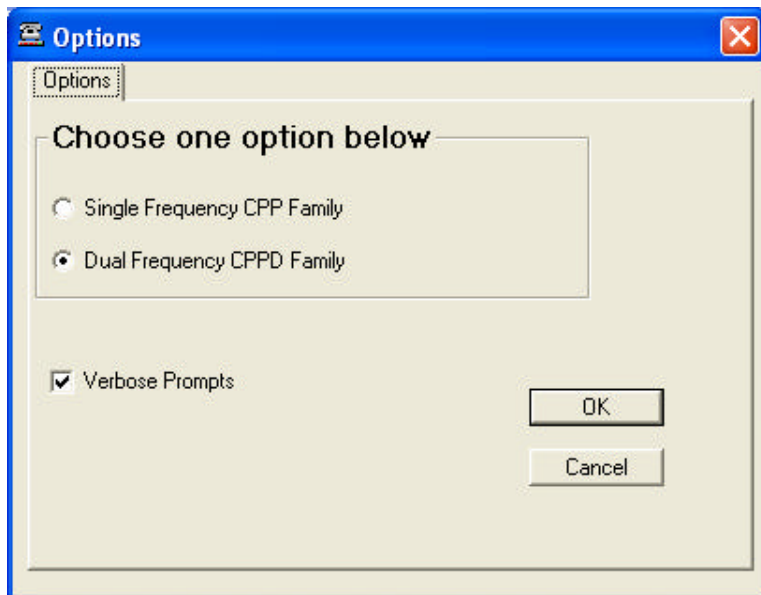 Options
Options
Choose one option below
Single Frequency CPP Family
Dual Frequency CPPD Family
Verbose Prompts
OK
Cancel